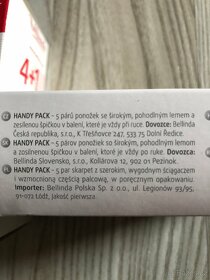 4+1
CZ HANDY PACK – 5 párů ponožek se širokým, pohodlným lemem a
zesílenou špičkou v balení, které je vždy při ruce. Dovozce: Bellinda
Česká republika, s.r.o., K Třešňovce 247, 533 75 Dolní Ředice.
SK HANDY PACK – 5 párov ponožiek so širokým, pohodlným lemom
a zosilnenou špičkou v balení, ktoré je vždy po ruke. Dovozca:
Bellinda Slovensko, s.r.o., Kollárova 12, 902 01 Pezinok.
PL HANDY PACK – 5 par skarpet z szerokim, wygodnym ściągaczem
i wzmocnioną częścią palcową, w poręcznym opakowaniu.
Importer: Bellinda Polska Sp. z o.o., ul. Legionów 93/95,
91-072 Łódź, Jakość pierwsza.